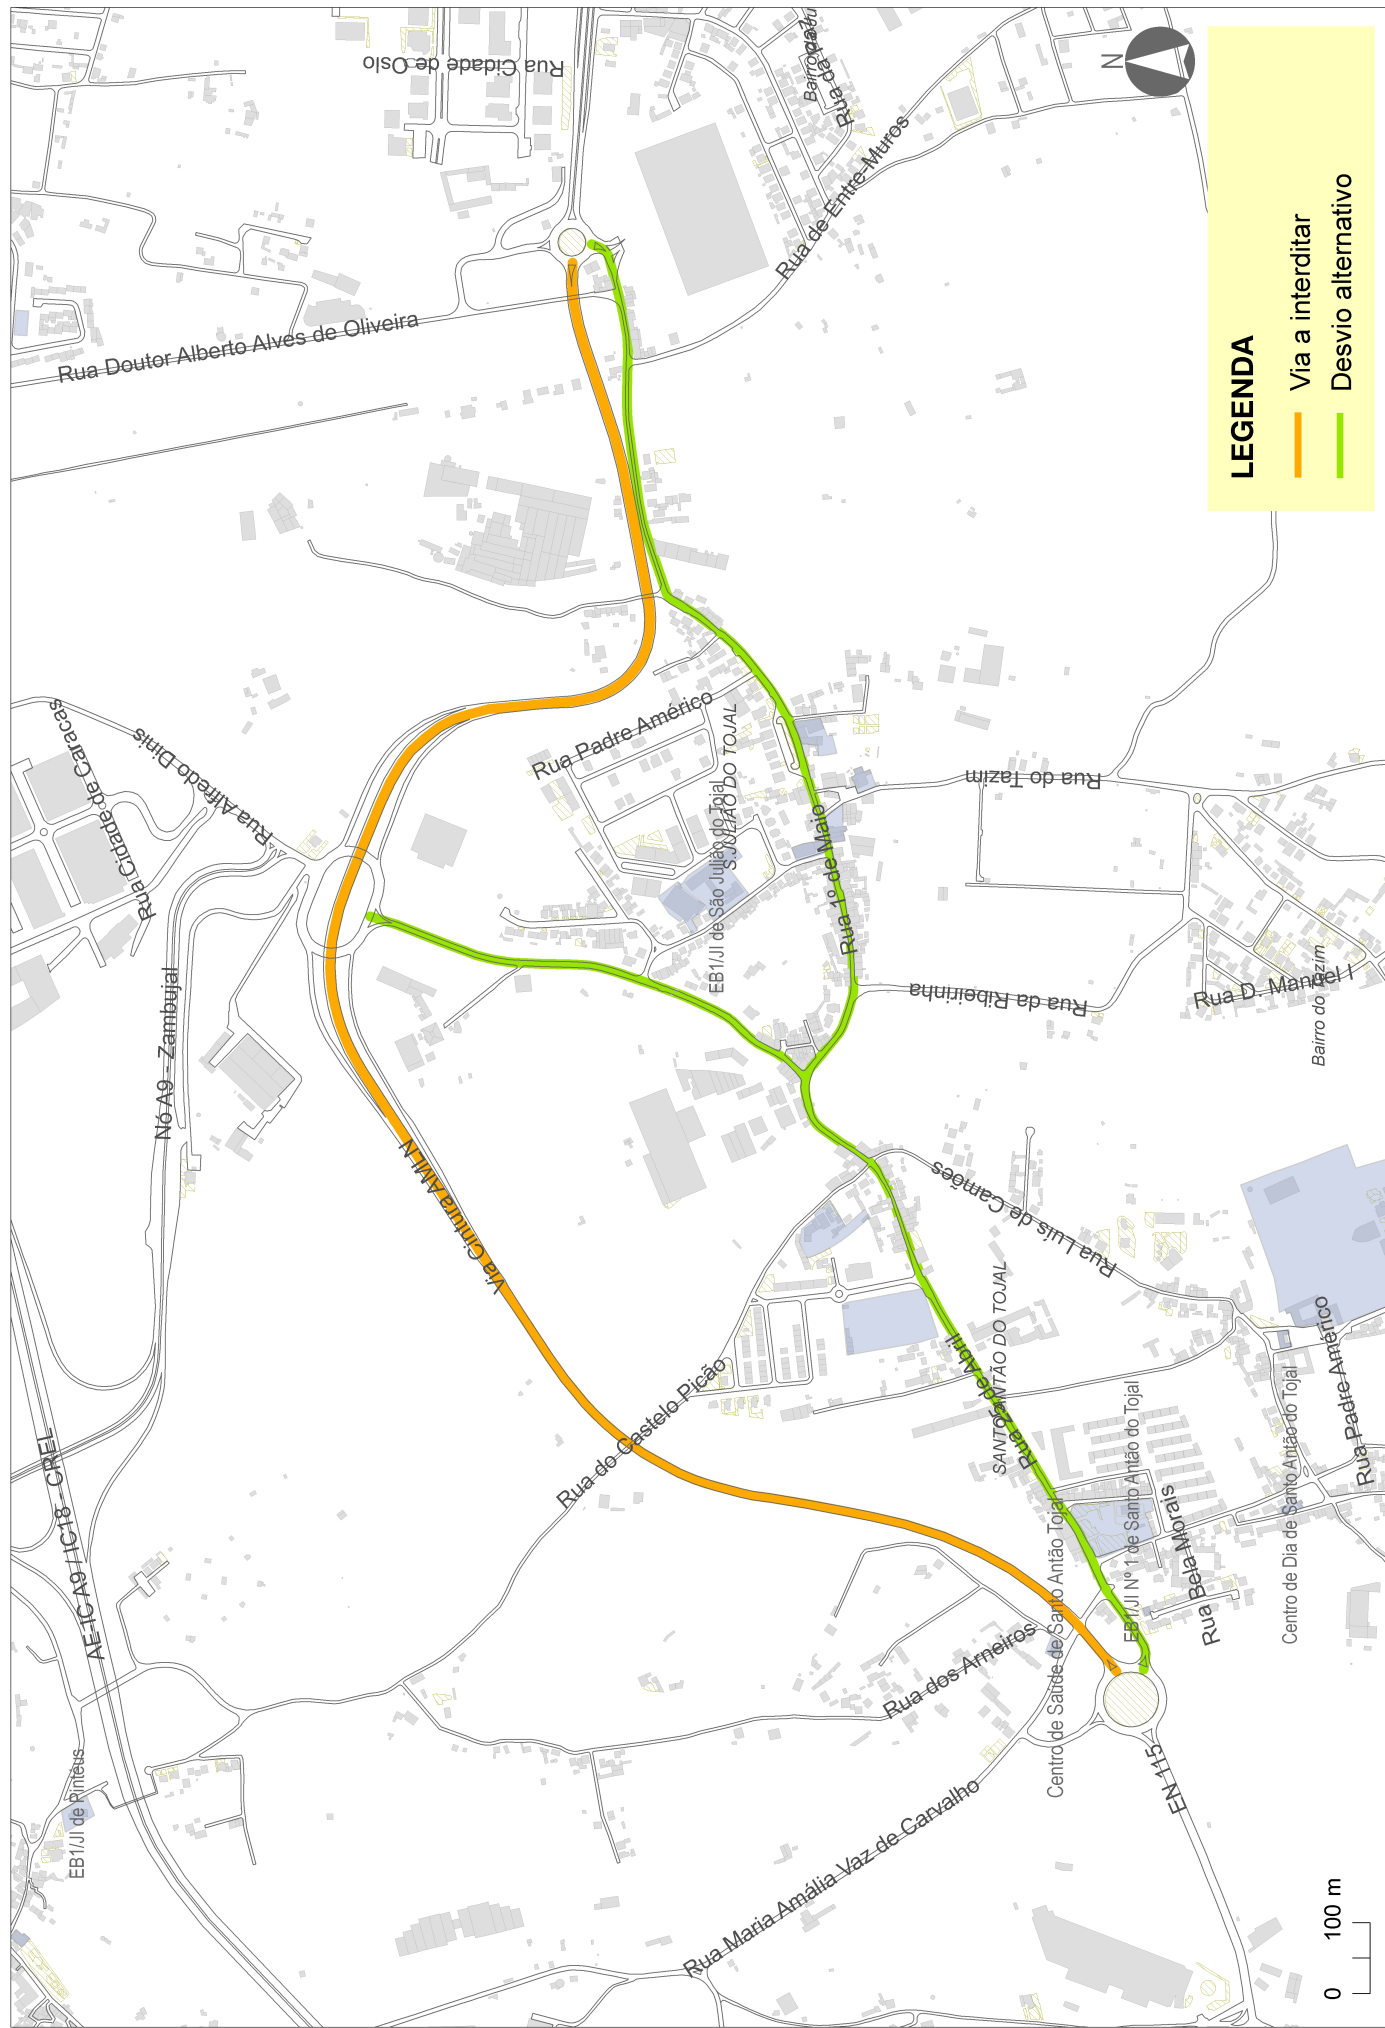 Rua Cidade de Oslo
Bairro da
Rua da
Rua de Entre-Muros
N
Rua Doutor Alberto Alves de Oliveira
LEGENDA
Via a interditar
Desvio alternativo
Rua Cidade de Caracas
Rua Alfredo Dinis
Rua Padre Américo
S.JULIÃO DO TOJAL
EB1/JI de São Julião do Tojal
Rua do Tazim
Rua 1º de Maio
Rua da Ribeirinha
Rua D. Manuel I
Bairro do Tazim
Nó A9 - Zambujal
Via Cintura AMLN
Rua Luís de Camões
Rua do Castelo Picão
Rua 25 de Abril
SANTO ANTÃO DO TOJAL
Rua Padre Américo
Centro de Dia de Santo Antão do Tojal
EB1/JI Nº 1 de Santo Antão do Tojal
Rua Bela Morais
Centro de Saúde de Santo Antão Tojal
AE-IC A9 / IC18 - CREL
Rua dos Arneiros
EB1/JI de Pintéus
Rua Maria Amália Vaz de Carvalho
EN 115
0 100 m